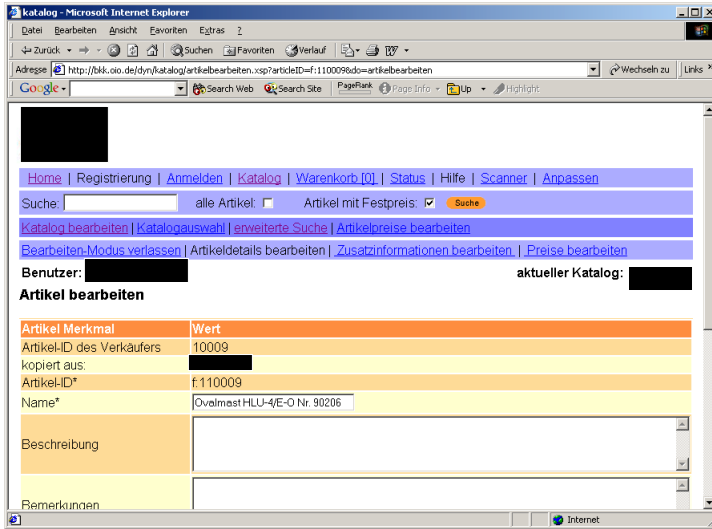 katalog - Microsoft Internet Explorer
Datei Bearbeiten Ansicht Favoriten Extras ?
Zurück Suchen Favoriten Verlauf
Adresse http://bkk.oio.de/dyn/katalog/artikelbearbeiten.xsp?articleID=f:110009&do=artikelbearbeiten Wechseln zu Links »
Google Search Web Search Site PageRank Page Info Up Highlight
Home | Registrierung | Anmelden | Katalog | Warenkorb [0] | Status | Hilfe | Scanner | Anpassen
Suche: alle Artikel: Artikel mit Festpreis: Suche
Katalog bearbeiten | Katalogauswahl | erweiterte Suche | Artikelpreise bearbeiten
Bearbeiten-Modus verlassen | Artikeldetails bearbeiten | Zusatzinformationen bearbeiten | Preise bearbeiten
Benutzer: aktueller Katalog:
Artikel bearbeiten
Artikel Merkmal Wert
Artikel-ID des Verkäufers 10009
kopiert aus:
Artikel-ID* f:110009
Name* Ovalmast HLU-4/E-O Nr. 90206
Beschreibung
Bemerkungen
Internet